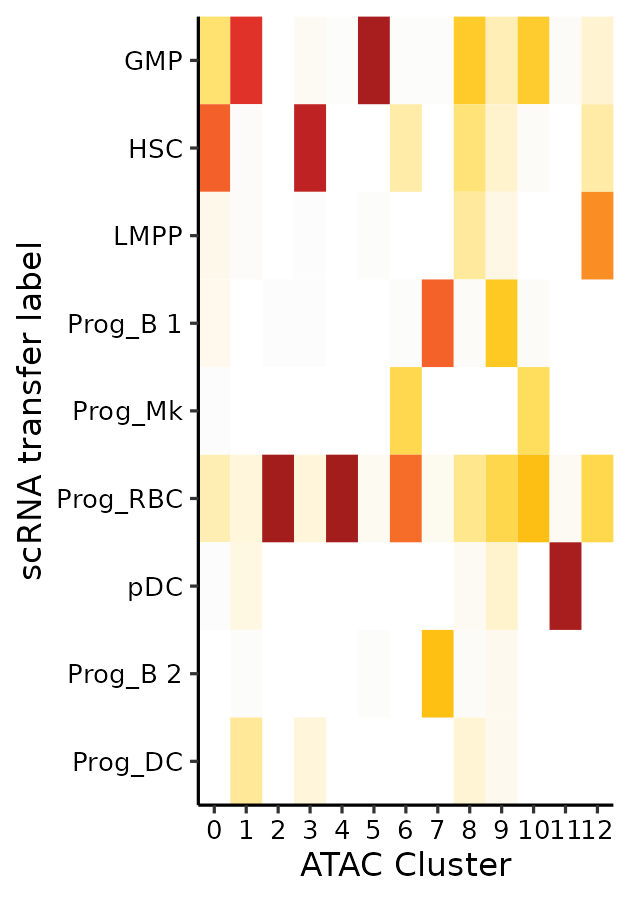 GMP
HSC
LMPP
Prog_B 1
Prog_Mk
Prog_RBC
pDC
Prog_B 2
Prog_DC
scRNA transfer label
0 1 2 3 4 5 6 7 8 9 10 11 12
ATAC Cluster